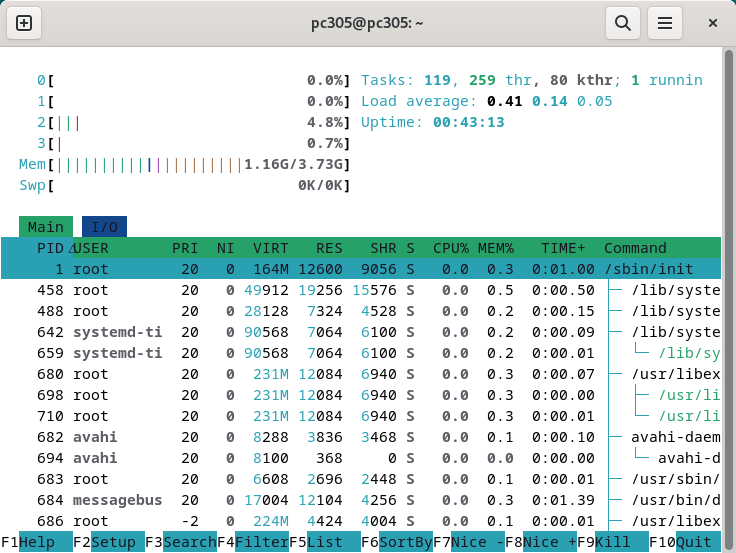 pc305@pc305: ~
0[ 0.0%] Tasks: 119, 259 thr, 80 kthr; 1 runnin
1[ 0.0%] Load average: 0.41 0.14 0.05
2[||| 4.8%] Uptime: 00:43:13
3[| 0.7%]
Mem[|||||||||||||||||||||1.16G/3.73G]
Swp[ 0K/0K]
Main I/O
PID△USER PRI NI VIRT RES SHR S CPU% MEM% TIME+ Command
1 root 20 0 164M 12600 9056 S 0.0 0.3 0:01.00 /sbin/init
458 root 20 0 49912 19256 15576 S 0.0 0.5 0:00.50 ├─ /lib/syste
488 root 20 0 28128 7324 4528 S 0.0 0.2 0:00.15 ├─ /lib/syste
642 systemd-ti 20 0 90568 7064 6100 S 0.0 0.2 0:00.09 ├─ /lib/syste
659 systemd-ti 20 0 90568 7064 6100 S 0.0 0.2 0:00.01 │ └─ /lib/sy
680 root 20 0 231M 12084 6940 S 0.0 0.3 0:00.07 ├─ /usr/libex
698 root 20 0 231M 12084 6940 S 0.0 0.3 0:00.00 │ ├─ /usr/li
710 root 20 0 231M 12084 6940 S 0.0 0.3 0:00.01 │ └─ /usr/li
682 avahi 20 0 8288 3836 3468 S 0.0 0.1 0:00.10 ├─ avahi-daem
694 avahi 20 0 8100 368 0 S 0.0 0.0 0:00.00 │ └─ avahi-d
683 root 20 0 6608 2696 2448 S 0.0 0.1 0:00.01 ├─ /usr/sbin/
684 messagebus 20 0 17004 12104 4256 S 0.0 0.3 0:01.39 ├─ /usr/bin/d
686 root -2 0 224M 4424 4004 S 0.0 0.1 0:00.01 ├─ /usr/libex
F1Help F2Setup F3SearchF4FilterF5List F6SortByF7Nice -F8Nice +F9Kill F10Quit